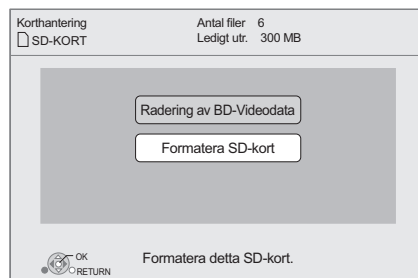 Korthantering
SD-KORT
Antal filer 6
Ledigt utr. 300 MB
Radering av BD-Videodata
Formatera SD-kort
OK
RETURN
Formatera detta SD-kort.